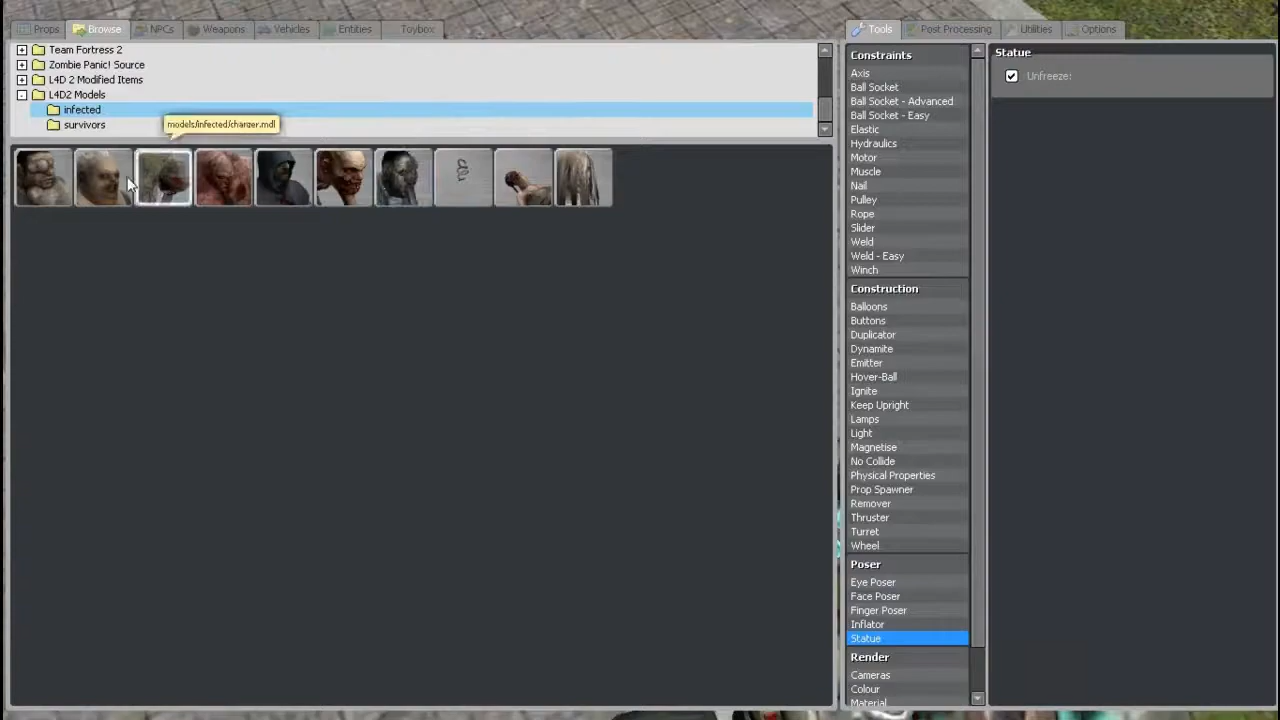 Props
Browse
NPCs
Weapons
Vehicles
Entities
Toybox
Team Fortress 2
Zombie Panic! Source
L4D 2 Modified Items
L4D2 Models
infected
survivors
models/infected/charger.mdl
Tools
Post Processing
Utilities
Options
Constraints
Axis
Ball Socket
Ball Socket - Advanced
Ball Socket - Easy
Elastic
Hydraulics
Motor
Muscle
Nail
Pulley
Rope
Slider
Weld
Weld - Easy
Winch
Construction
Balloons
Buttons
Duplicator
Dynamite
Emitter
Hover-Ball
Ignite
Keep Upright
Lamps
Light
Magnetise
No Collide
Physical Properties
Prop Spawner
Remover
Thruster
Turret
Wheel
Poser
Eye Poser
Face Poser
Finger Poser
Inflator
Statue
Render
Cameras
Colour
Material
Statue
Unfreeze: